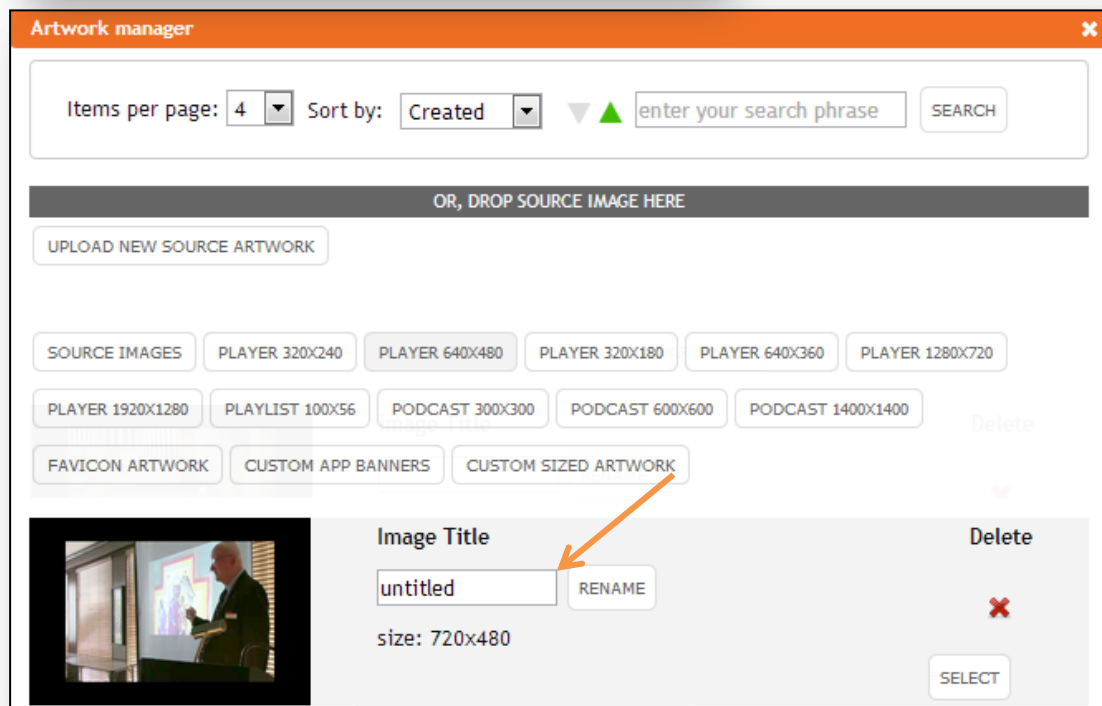 Artwork manager
Items per page: 4 Sort by: Created enter your search phrase SEARCH
OR, DROP SOURCE IMAGE HERE
UPLOAD NEW SOURCE ARTWORK
SOURCE IMAGES PLAYER 320X240 PLAYER 640X480 PLAYER 320X180 PLAYER 640X360 PLAYER 1280X720
PLAYER 1920X1280 PLAYLIST 100X56 PODCAST 300X300 PODCAST 600X600 PODCAST 1400X1400
Image Title Delete
FAVICON ARTWORK CUSTOM APP BANNERS CUSTOM SIZED ARTWORK
Image Title Delete
untitled RENAME
size: 720x480
SELECT